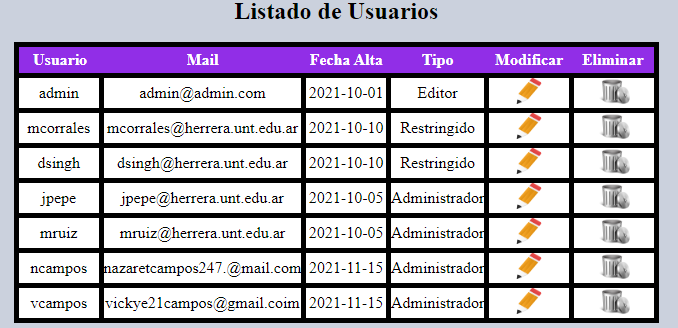 Listado de Usuarios
Usuario Mail Fecha Alta Tipo Modificar Eliminar
admin admin@admin.com 2021-10-01 Editor
mcorrales mcorrales@herrera.unt.edu.ar 2021-10-10 Restringido
dsingh dsingh@herrera.unt.edu.ar 2021-10-10 Restringido
jpepe jpepe@herrera.unt.edu.ar 2021-10-05 Administrador
mruiz mruiz@herrera.unt.edu.ar 2021-10-05 Administrador
ncampos nazaretcampos247.@mail.com 2021-11-15 Administrador
vcampos vickye21campos@gmail.coim 2021-11-15 Administrador